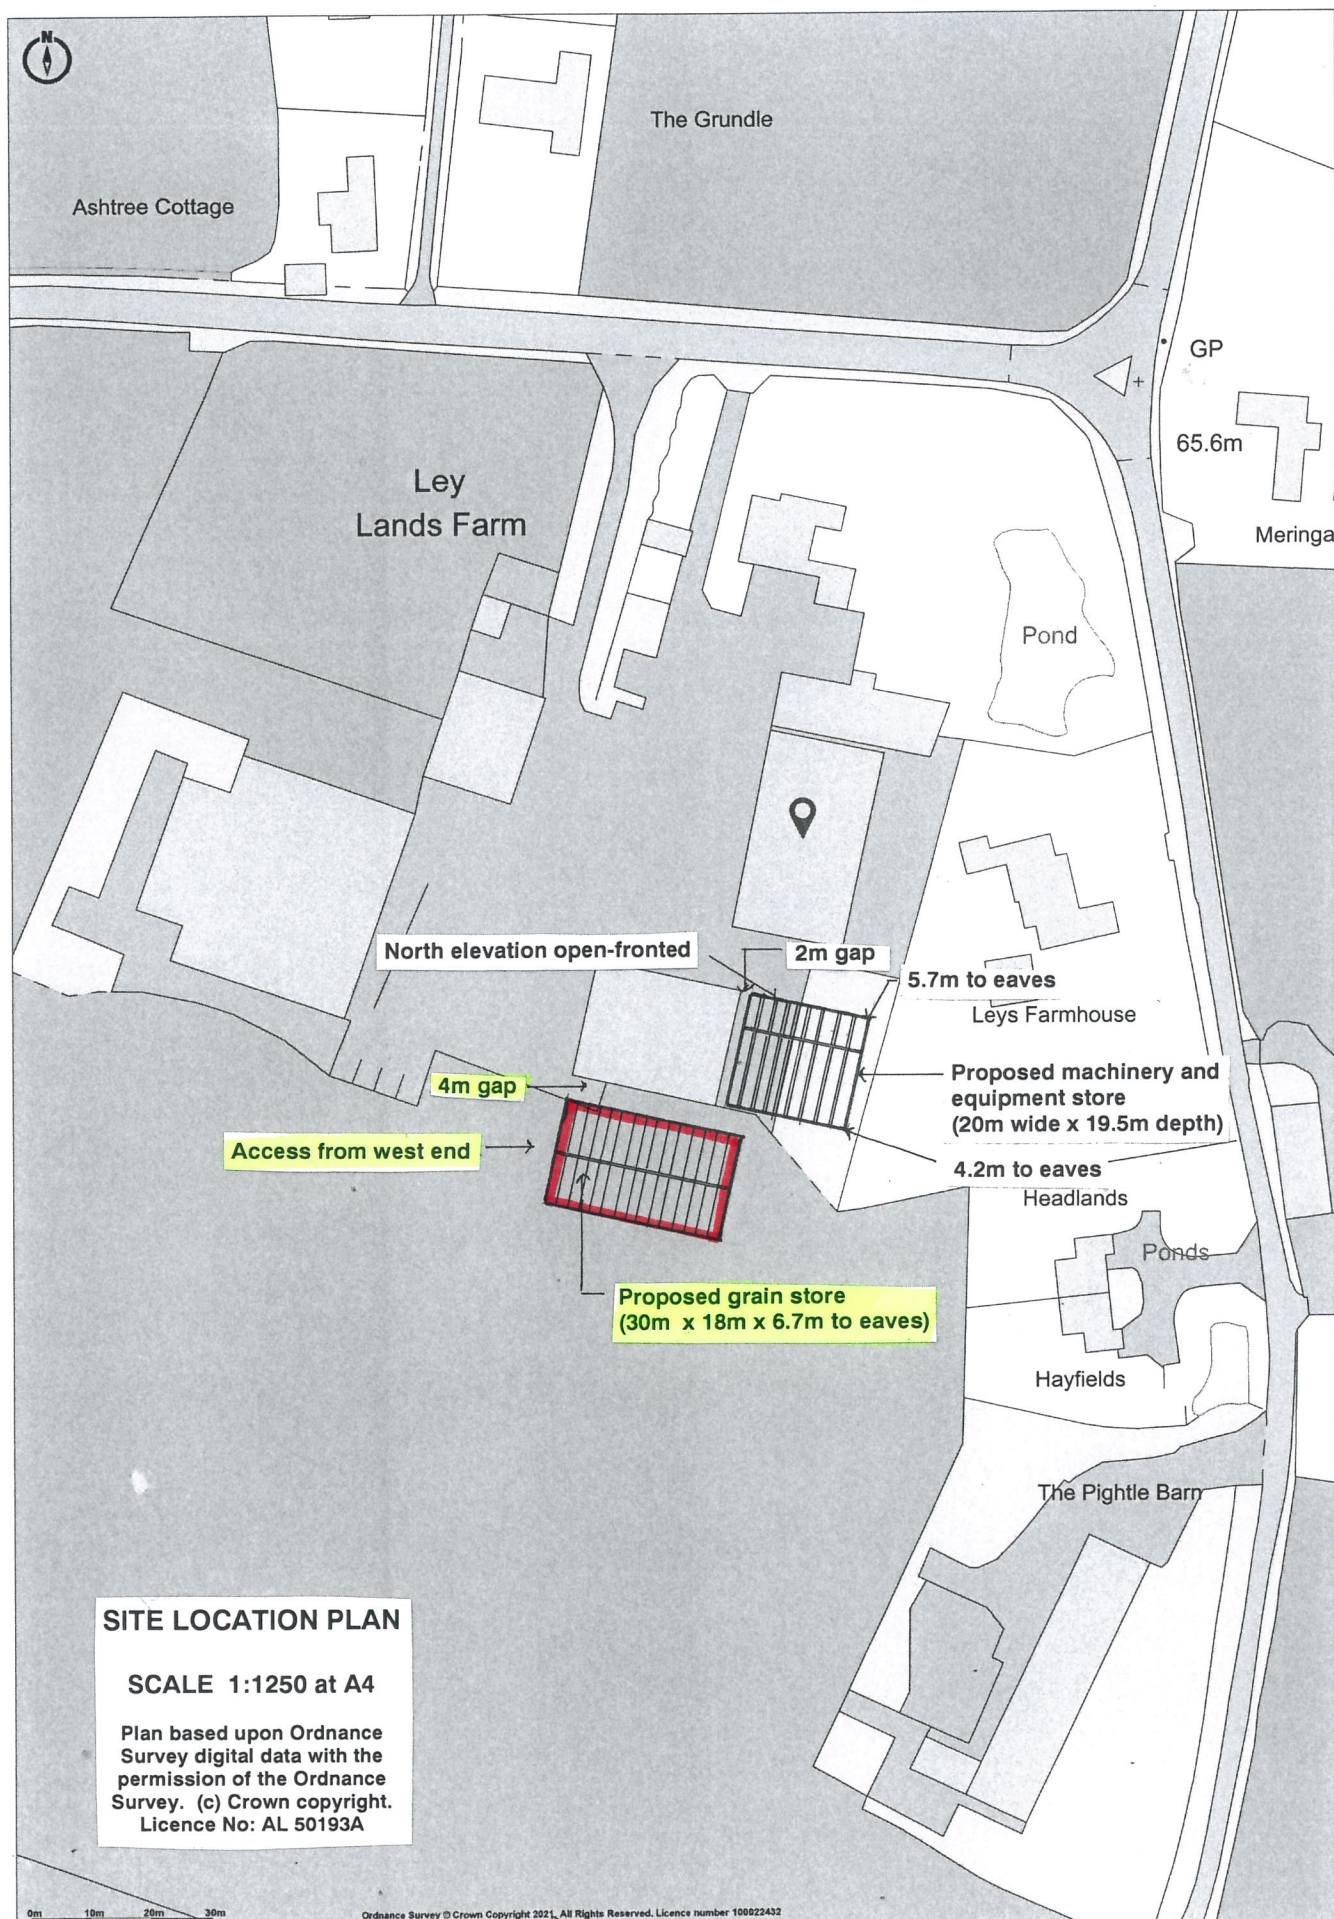 N
The Grundle
Ashtree Cottage
GP
65.6m
Ley
Lands Farm
Meringa
Pond
North elevation open-fronted
2m gap
5.7m to eaves
Leys Farmhouse
4m gap
Proposed machinery and
equipment store
(20m wide x 19.5m depth)
Access from west end
4.2m to eaves
Headlands
Ponds
Proposed grain store
(30m x 18m x 6.7m to eaves)
Hayfields
The Pightle Barn
SITE LOCATION PLAN
SCALE 1:1250 at A4
Plan based upon Ordnance
Survey digital data with the
permission of the Ordnance
Survey. (c) Crown copyright.
Licence No: AL 50193A
0m 10m 20m 30m
Ordnance Survey © Crown Copyright 2021. All Rights Reserved. Licence number 100022432